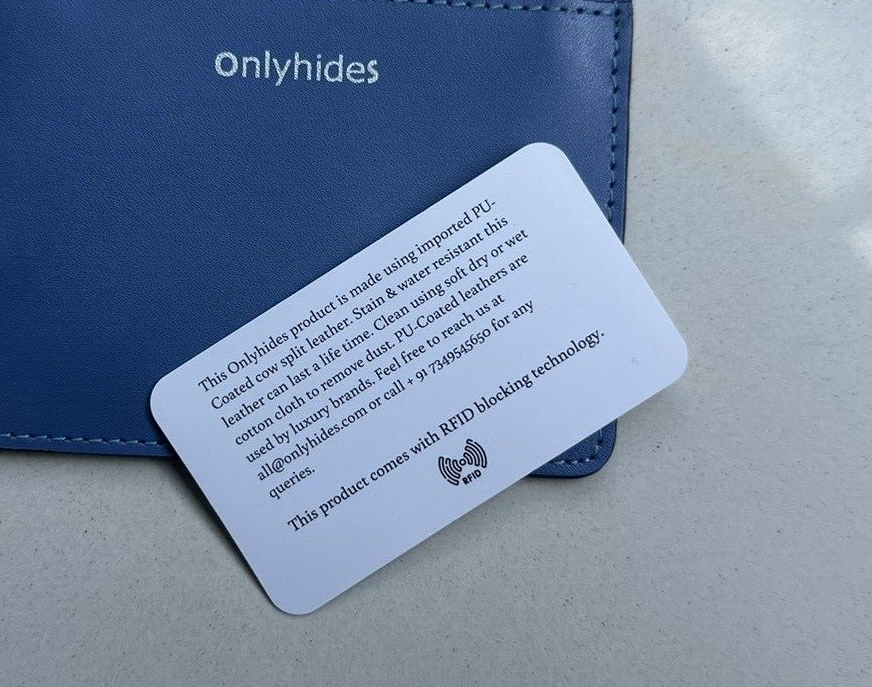 Onlyhides
This Onlyhides product is made using imported PU-
Coated cow split leather. Stain & water resistant this
leather can last a life time. Clean using soft dry or wet
cotton cloth to remove dust. PU-Coated leathers are
used by luxury brands. Feel free to reach us at
all@onlyhides.com or call + 91 7349545650 for any
queries.
This product comes with RFID blocking technology.
RFID